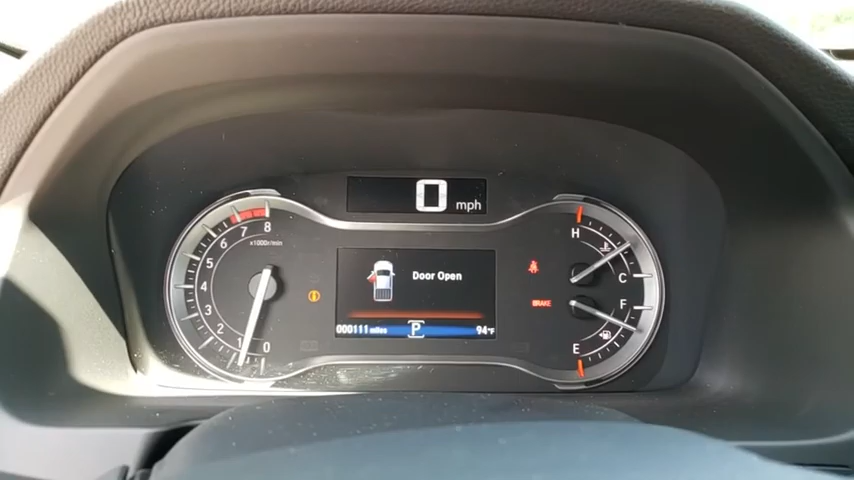 0 mph
8
7
6
5
4
3
2
1
0
x1000r/min
Door Open
000111 miles P 94°F
BRAKE
H
C
F
E